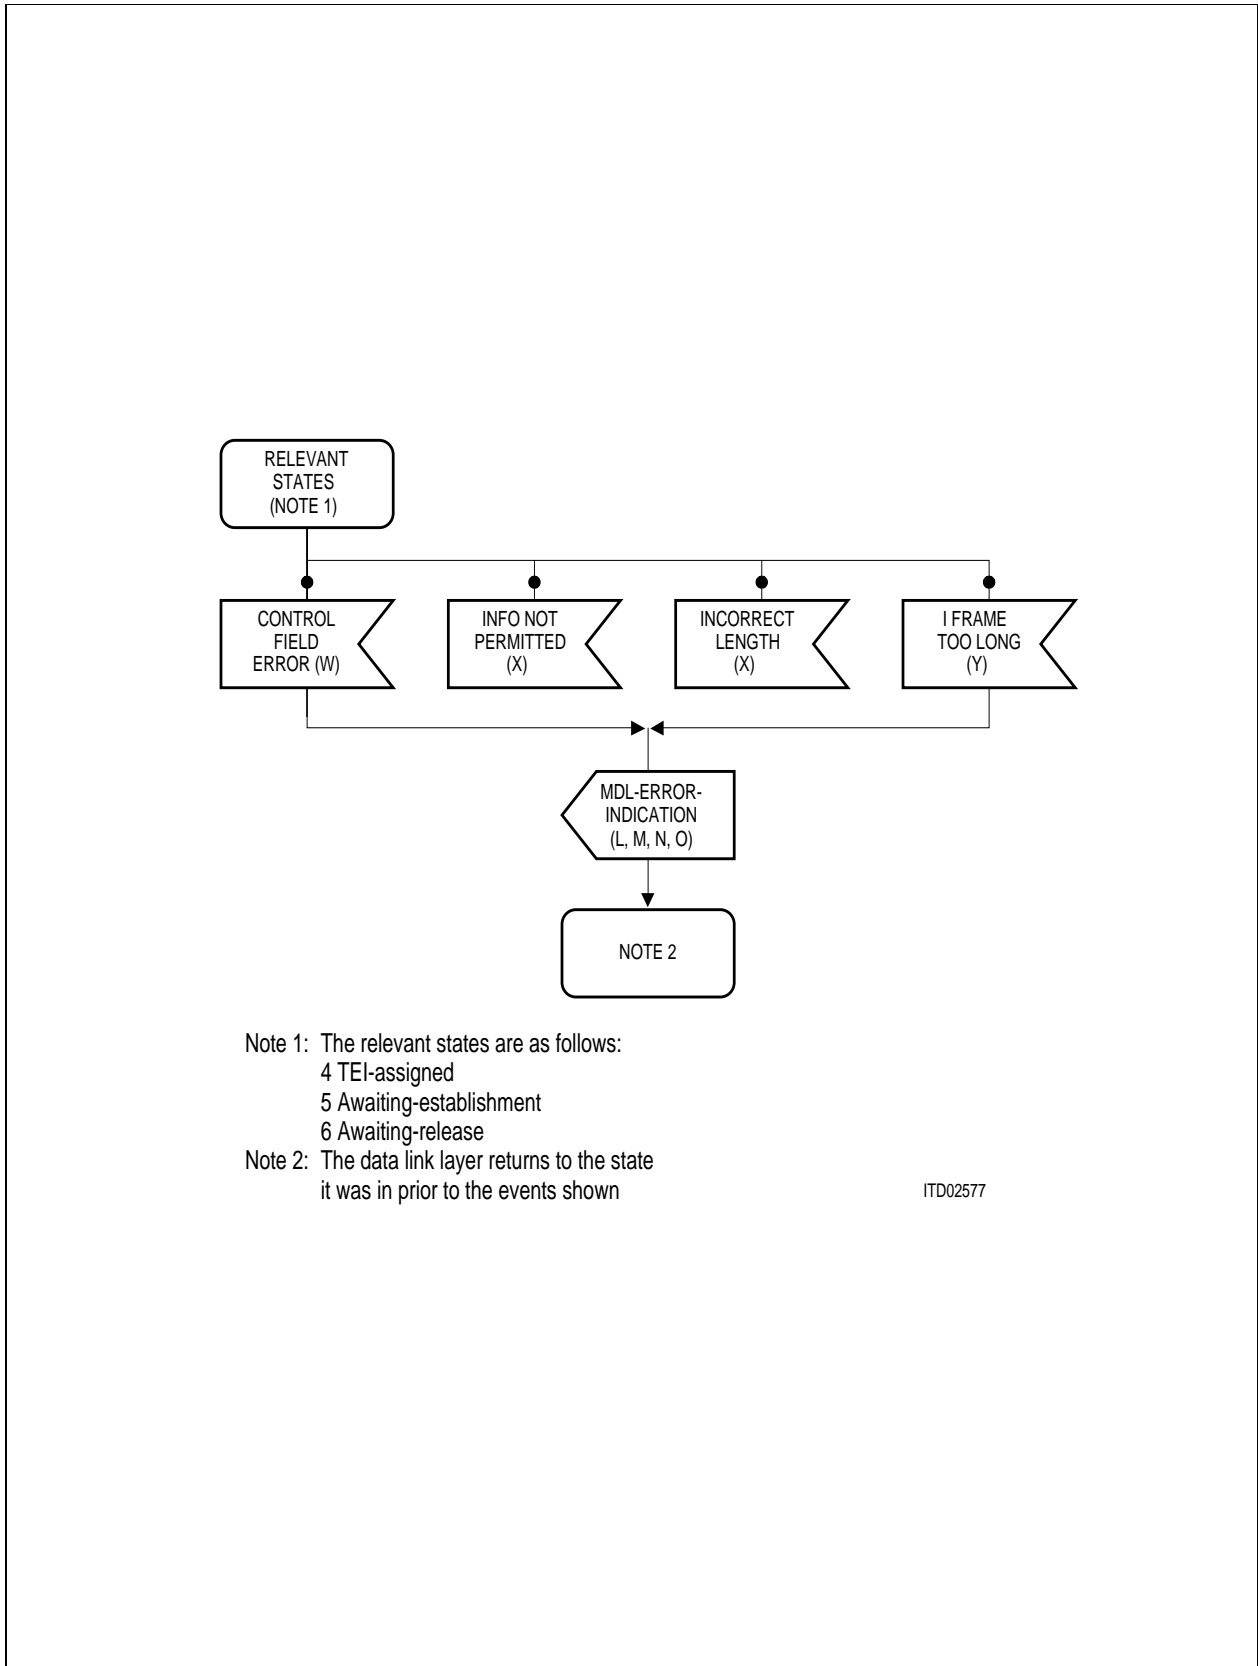 RELEVANT
STATES
(NOTE 1)
CONTROL
FIELD
ERROR (W)
INFO NOT
PERMITTED
(X)
INCORRECT
LENGTH
(X)
I FRAME
TOO LONG
(Y)
MDL-ERROR-
INDICATION
(L, M, N, O)
NOTE 2
Note 1: The relevant states are as follows:
4 TEI-assigned
5 Awaiting-establishment
6 Awaiting-release
Note 2: The data link layer returns to the state
it was in prior to the events shown
ITD02577